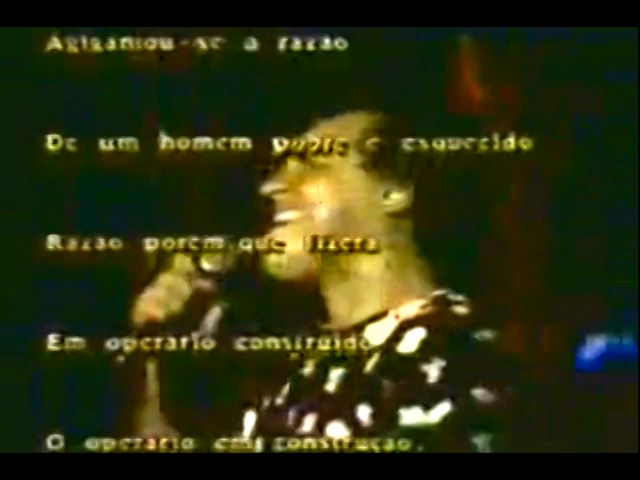 Agigantou-se a razão
De um homem pobre e esquecido
Razão porém que fizera
Em operário construído
O operário em construção.